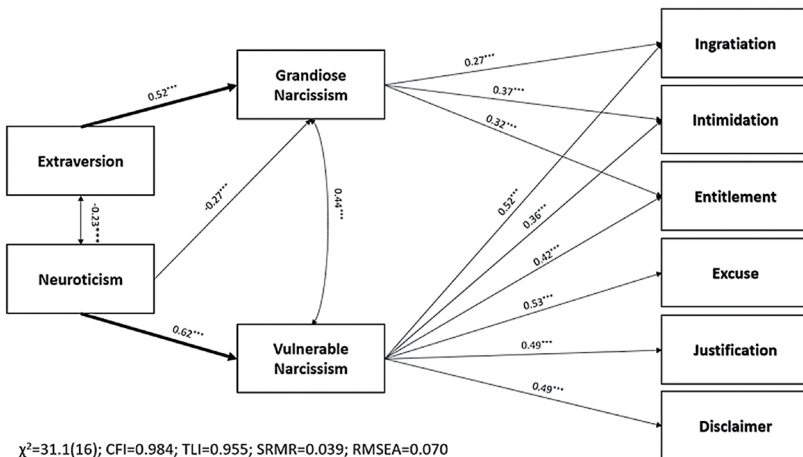 Ingratiation
Grandiose
Narcissism
0.27***
0.52***
0.37***
Intimidation
0.32***
Extraversion
-0.27***
0.44***
0.52***
Entitlement
-0.23***
0.36***
0.42***
Neuroticism
Excuse
0.53***
0.62***
Vulnerable
Narcissism
0.49***
Justification
0.49***
Disclaimer
χ²=31.1(16); CFI=0.984; TLI=0.955; SRMR=0.039; RMSEA=0.070